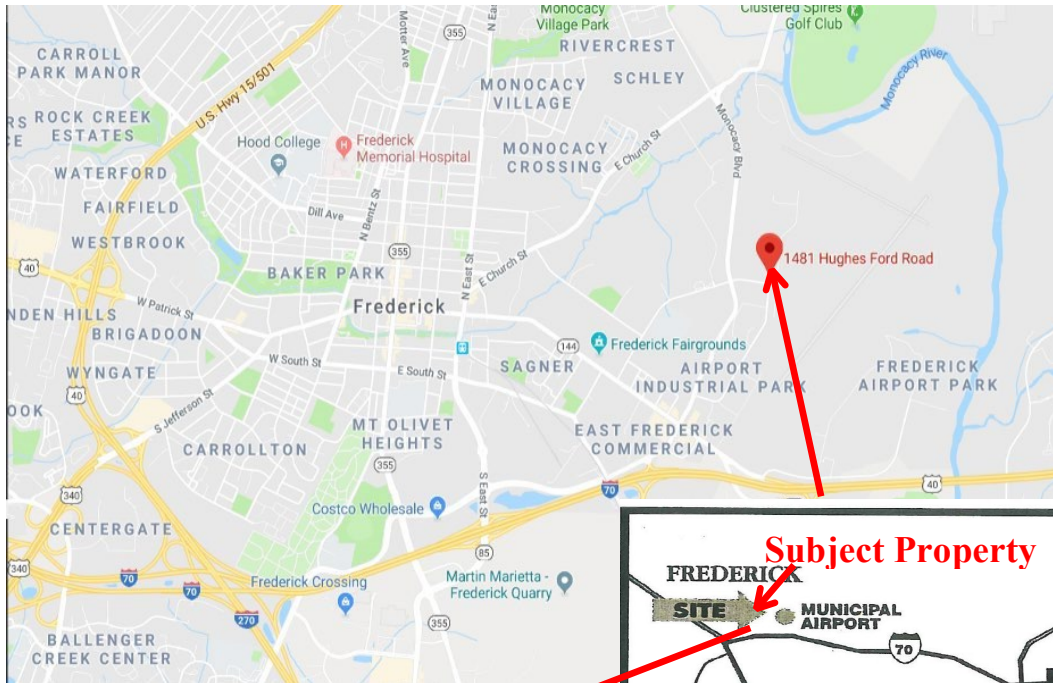 Monocacy
Village Park
Clustered Spires
Golf Club
355
N East
Motter Ave
RIVERCREST
CARROLL
PARK MANOR
SCHLEY
Monocacy River
U.S. Hwy 15/501
MONOCACY
VILLAGE
ROCK CREEK
ESTATES
Hood College
H
Frederick
Memorial Hospital
MONOCACY
CROSSING
E Church St
Monocacy Blvd
WATERFORD
FAIRFIELD
Dill Ave
N Bentz St
WESTBROOK
355
1481 Hughes Ford Road
40
BAKER PARK
N East St
E Church St
W Patrick St
Frederick
NDEN HILLS
BRIGADOON
144
Frederick Fairgrounds
W South St
SAGNER
AIRPORT
INDUSTRIAL PARK
FREDERICK
AIRPORT PARK
WYNGATE
E South St
40
OOK
S Jefferson St
MT OLIVET
HEIGHTS
EAST FREDERICK
COMMERCIAL
CARROLLTON
355
S East St
340
70
40
Costco Wholesale
CENTERGATE
85
Subject Property
340
70
70
Frederick Crossing
Martin Marietta -
Frederick Quarry
FREDERICK
SITE
MUNICIPAL
AIRPORT
270
355
70
BALLENGER
CREEK CENTER